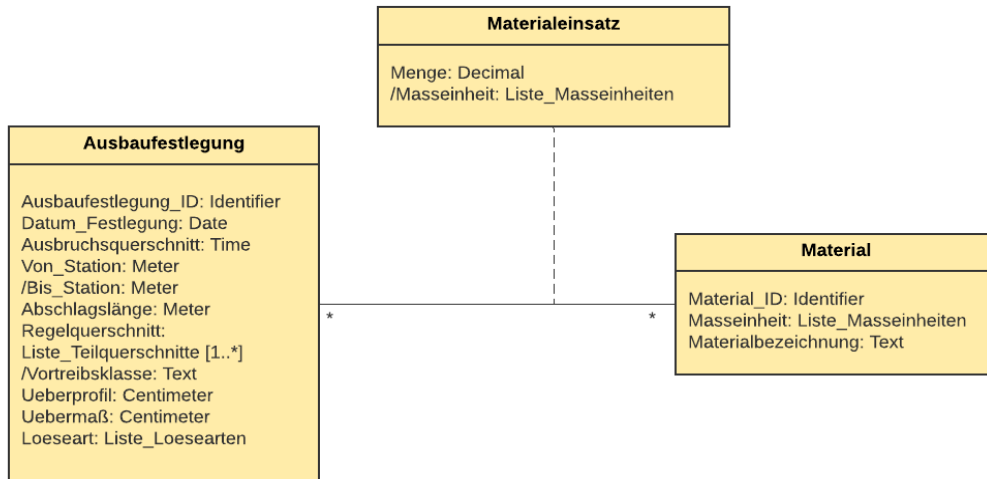 Materialeinsatz
Menge: Decimal
/Masseinheit: Liste_Masseinheiten
Ausbaufestlegung
Ausbaufestlegung_ID: Identifier
Datum_Festlegung: Date
Ausbruchsquerschnitt: Time
Von_Station: Meter
/Bis_Station: Meter
Abschlagslänge: Meter
Regelquerschnitt:
Liste_Teilquerschnitte [1..*]
/Vortreibsklasse: Text
Ueberprofil: Centimeter
Uebermaß: Centimeter
Loeseart: Liste_Loesearten
*
*
Material
Material_ID: Identifier
Masseinheit: Liste_Masseinheiten
Materialbezeichnung: Text